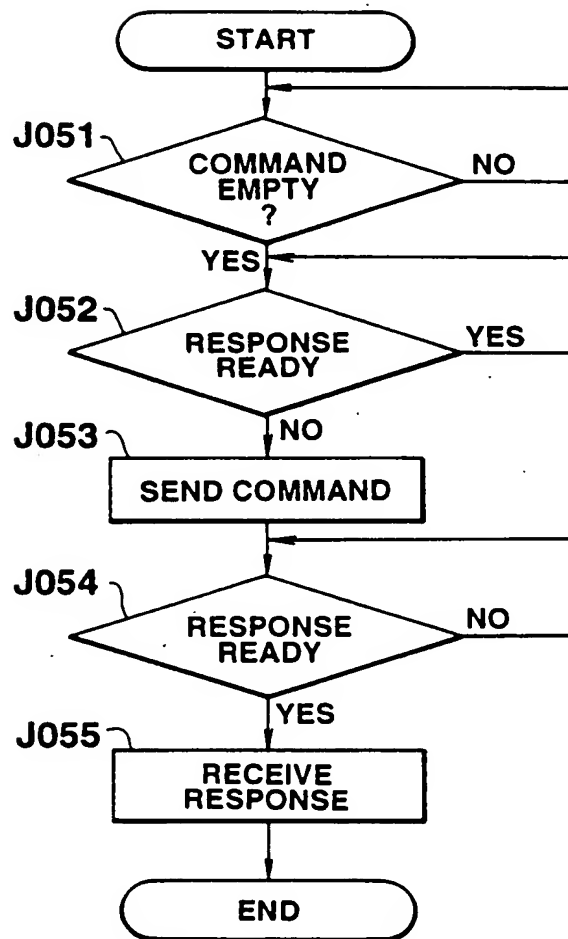 START
J051
COMMAND
EMPTY
?
NO
YES
J052
RESPONSE
READY
YES
NO
J053
SEND COMMAND
J054
RESPONSE
READY
NO
YES
J055
RECEIVE
RESPONSE
END